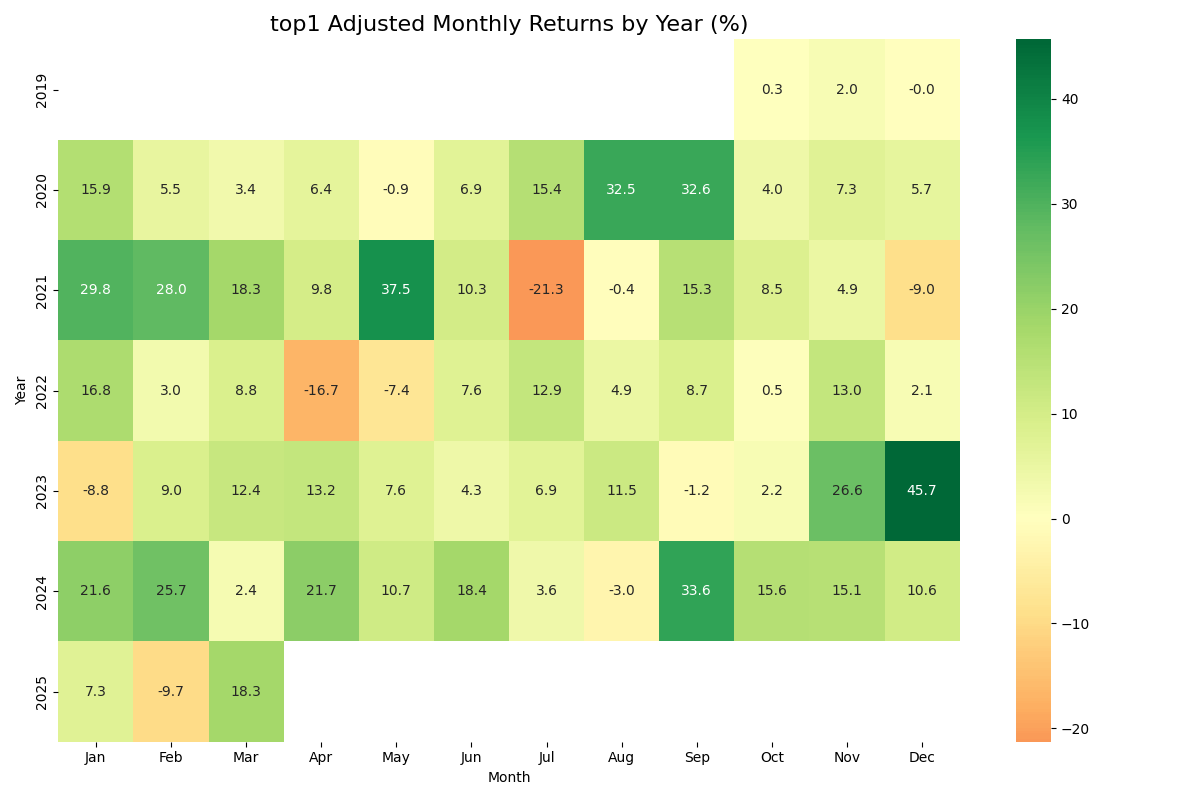 top1 Adjusted Monthly Returns by Year (%)
2019 0.3 2.0 -0.0
2020 15.9 5.5 3.4 6.4 -0.9 6.9 15.4 32.5 32.6 4.0 7.3 5.7
2021 29.8 28.0 18.3 9.8 37.5 10.3 -21.3 -0.4 15.3 8.5 4.9 -9.0
Year
2022 16.8 3.0 8.8 -16.7 -7.4 7.6 12.9 4.9 8.7 0.5 13.0 2.1
2023 -8.8 9.0 12.4 13.2 7.6 4.3 6.9 11.5 -1.2 2.2 26.6 45.7
2024 21.6 25.7 2.4 21.7 10.7 18.4 3.6 -3.0 33.6 15.6 15.1 10.6
2025 7.3 -9.7 18.3
Jan Feb Mar Apr May Jun Jul Aug Sep Oct Nov Dec
Month
40
30
20
10
0
−10
−20